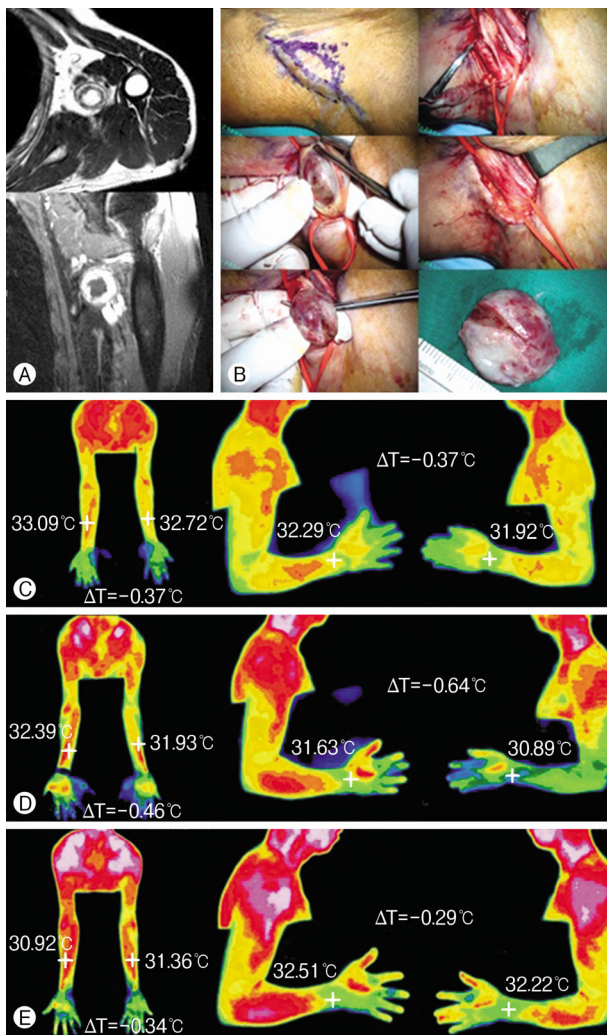 A
B
33.09℃
32.72℃
ΔT=-0.37℃
ΔT=-0.37℃
32.29℃
31.92℃
C
32.39℃
31.93℃
ΔT=-0.46℃
ΔT=-0.64℃
31.63℃
30.89℃
D
30.92℃
31.36℃
ΔT=-0.34℃
ΔT=-0.29℃
32.51℃
32.22℃
E